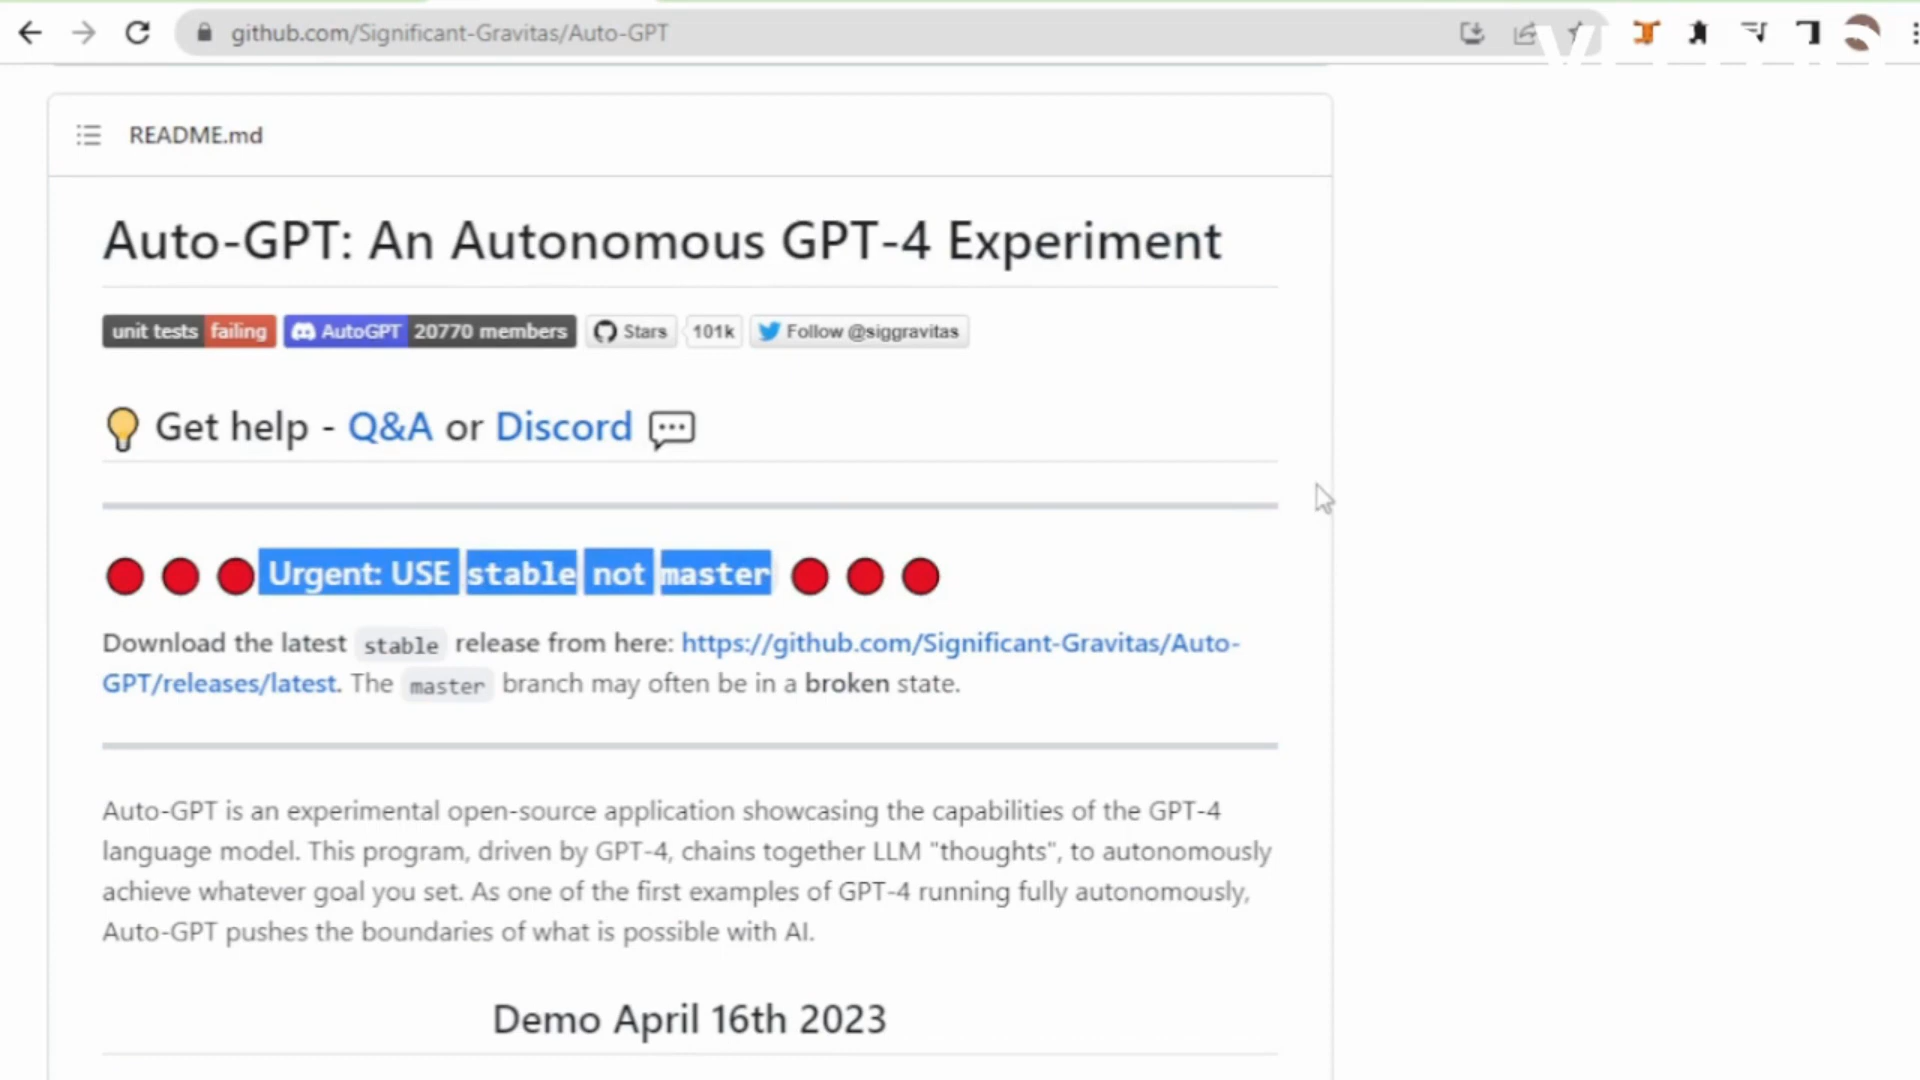 github.com/Significant-Gravitas/Auto-GPT
README.md
Auto-GPT: An Autonomous GPT-4 Experiment
unit tests failing AutoGPT 20770 members Stars 101k Follow @siggravitas
Get help - Q&A or Discord
Urgent: USE stable not master
Download the latest stable release from here: https://github.com/Significant-Gravitas/Auto-
GPT/releases/latest. The master branch may often be in a broken state.
Auto-GPT is an experimental open-source application showcasing the capabilities of the GPT-4
language model. This program, driven by GPT-4, chains together LLM "thoughts", to autonomously
achieve whatever goal you set. As one of the first examples of GPT-4 running fully autonomously,
Auto-GPT pushes the boundaries of what is possible with AI.
Demo April 16th 2023